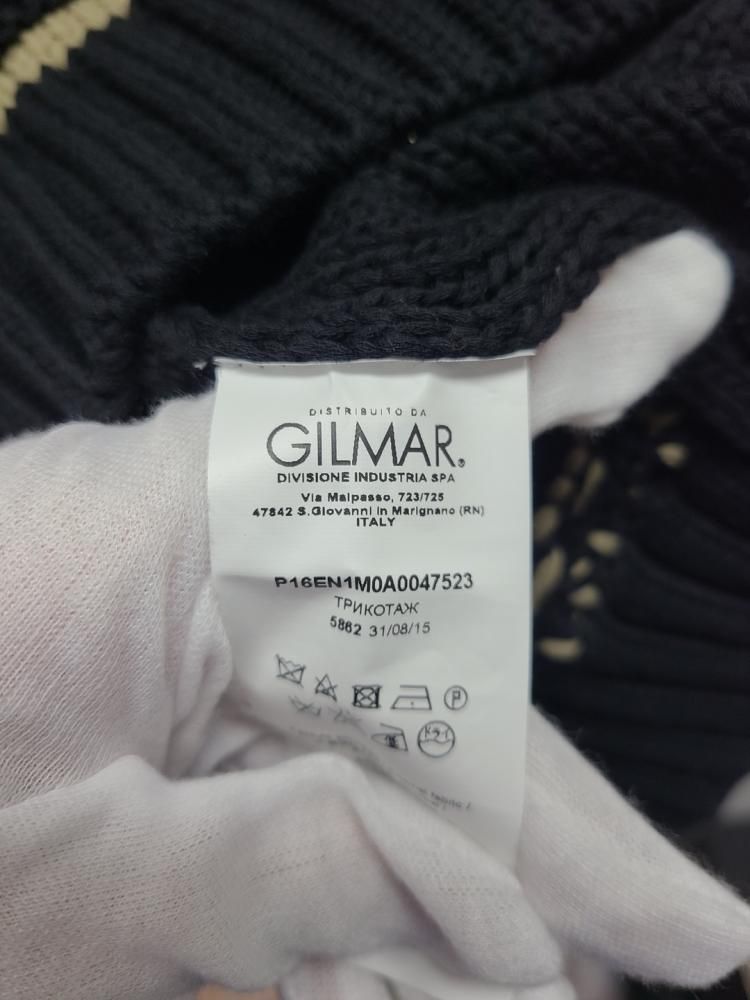 DISTRIBUITO DA
GILMAR®
DIVISIONE INDUSTRIA SPA
Via Malpasso, 723/725
47842 S.Giovanni in Marignano (RN)
ITALY
P16EN1M0A0047523
ТРИКОТАЖ
5862 31/08/15
P
fabric /